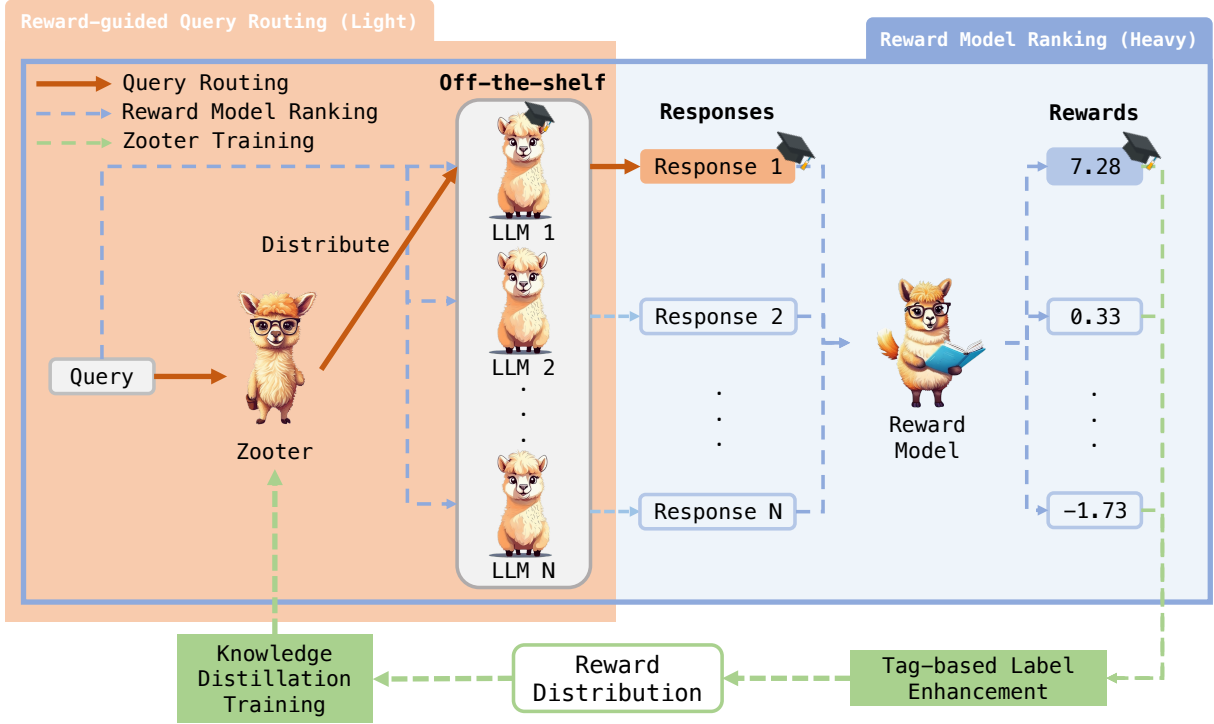 Reward-guided Query Routing (Light)
Reward Model Ranking (Heavy)
Query Routing
Reward Model Ranking
Zooter Training
Off-the-shelf
Responses
Rewards
LLM 1
Response 1
7.28
Distribute
LLM 2
Response 2
0.33
Query
Zooter
.
.
.
.
.
.
.
.
.
Reward
Model
LLM N
Response N
-1.73
Knowledge
Distillation
Training
Reward
Distribution
Tag-based Label
Enhancement